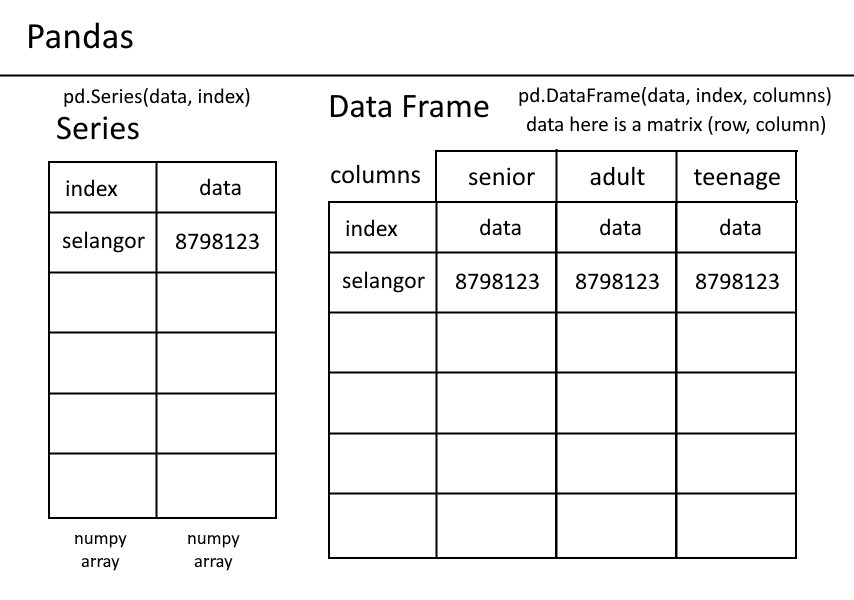 Pandas
pd.Series(data, index)
Series
index data
selangor 8798123
numpy array
numpy array
Data Frame
pd.DataFrame(data, index, columns)
data here is a matrix (row, column)
columns senior adult teenage
index data data data
selangor 8798123 8798123 8798123